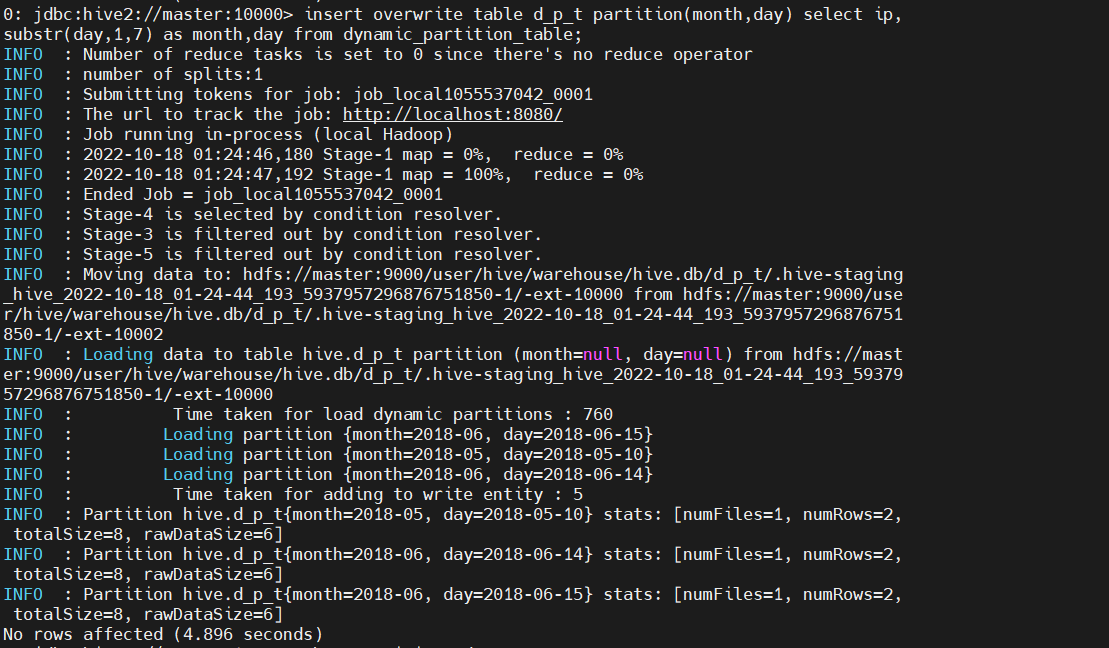 0: jdbc:hive2://master:10000> insert overwrite table d_p_t partition(month,day) select ip,
substr(day,1,7) as month,day from dynamic_partition_table;
INFO  : Number of reduce tasks is set to 0 since there's no reduce operator
INFO  : number of splits:1
INFO  : Submitting tokens for job: job_local1055537042_0001
INFO  : The url to track the job: http://localhost:8080/
INFO  : Job running in-process (local Hadoop)
INFO  : 2022-10-18 01:24:46,180 Stage-1 map = 0%,  reduce = 0%
INFO  : 2022-10-18 01:24:47,192 Stage-1 map = 100%,  reduce = 0%
INFO  : Ended Job = job_local1055537042_0001
INFO  : Stage-4 is selected by condition resolver.
INFO  : Stage-3 is filtered out by condition resolver.
INFO  : Stage-5 is filtered out by condition resolver.
INFO  : Moving data to: hdfs://master:9000/user/hive/warehouse/hive.db/d_p_t/.hive-staging
_hive_2022-10-18_01-24-44_193_5937957296876751850-1/-ext-10000 from hdfs://master:9000/use
r/hive/warehouse/hive.db/d_p_t/.hive-staging_hive_2022-10-18_01-24-44_193_5937957296876751
850-1/-ext-10002
INFO  : Loading data to table hive.d_p_t partition (month=null, day=null) from hdfs://mast
er:9000/user/hive/warehouse/hive.db/d_p_t/.hive-staging_hive_2022-10-18_01-24-44_193_59379
57296876751850-1/-ext-10000
INFO  :          Time taken for load dynamic partitions : 760
INFO  :         Loading partition {month=2018-06, day=2018-06-15}
INFO  :         Loading partition {month=2018-05, day=2018-05-10}
INFO  :         Loading partition {month=2018-06, day=2018-06-14}
INFO  :          Time taken for adding to write entity : 5
INFO  : Partition hive.d_p_t{month=2018-05, day=2018-05-10} stats: [numFiles=1, numRows=2,
 totalSize=8, rawDataSize=6]
INFO  : Partition hive.d_p_t{month=2018-06, day=2018-06-14} stats: [numFiles=1, numRows=2,
 totalSize=8, rawDataSize=6]
INFO  : Partition hive.d_p_t{month=2018-06, day=2018-06-15} stats: [numFiles=1, numRows=2,
 totalSize=8, rawDataSize=6]
No rows affected (4.896 seconds)